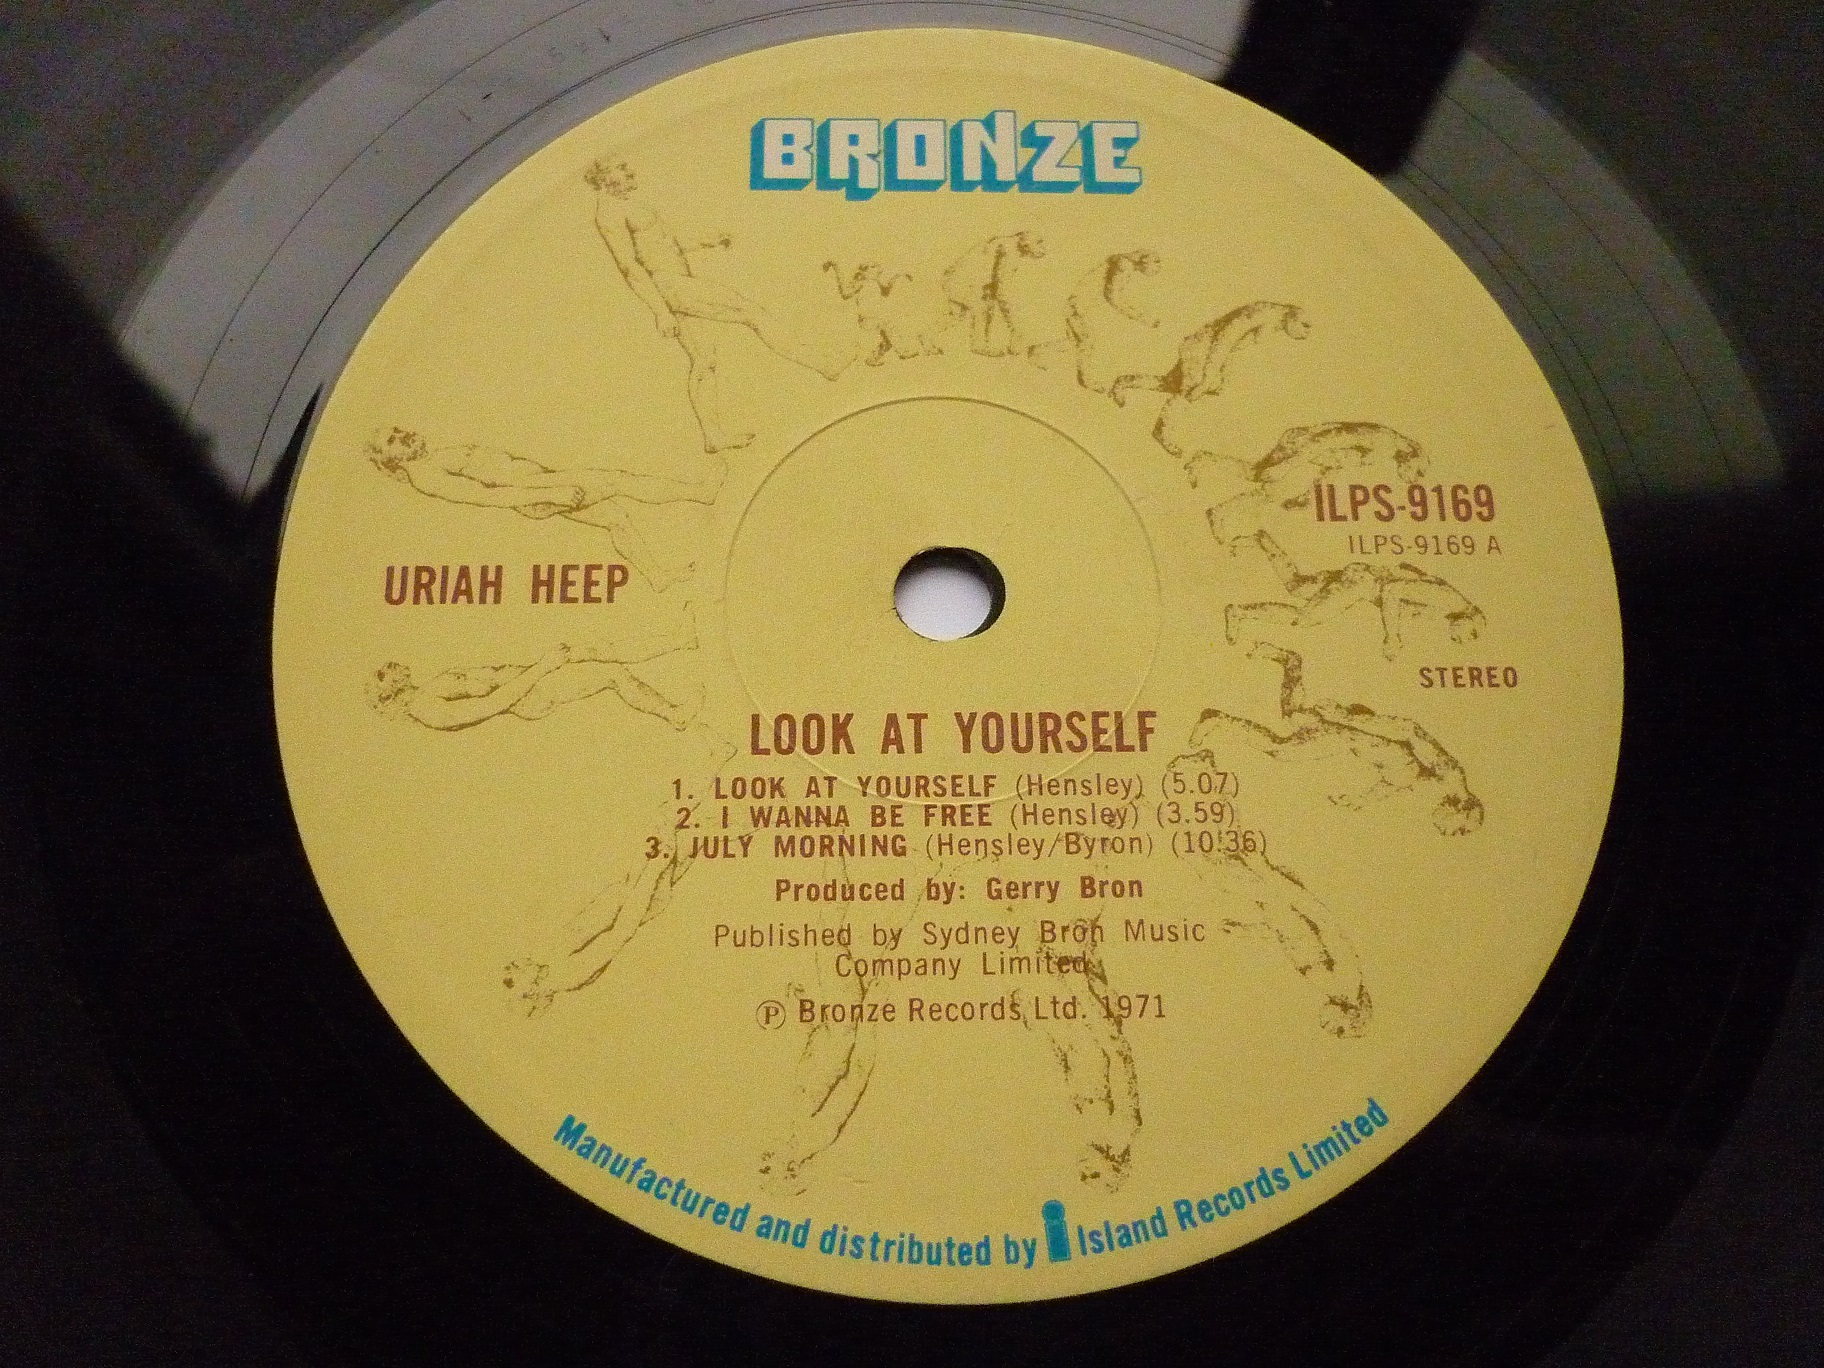 BRONZE
ILPS-9169
ILPS-9169 A
URIAH HEEP
STEREO
LOOK AT YOURSELF
1. LOOK AT YOURSELF (Hensley) (5.07)
2. I WANNA BE FREE (Hensley) (3.59)
3. JULY MORNING (Hensley/Byron) (10.36)
Produced by: Gerry Bron
Published by Sydney Bron Music
Company Limited
Ⓟ Bronze Records Ltd. 1971
Manufactured and distributed by Island Records Limited